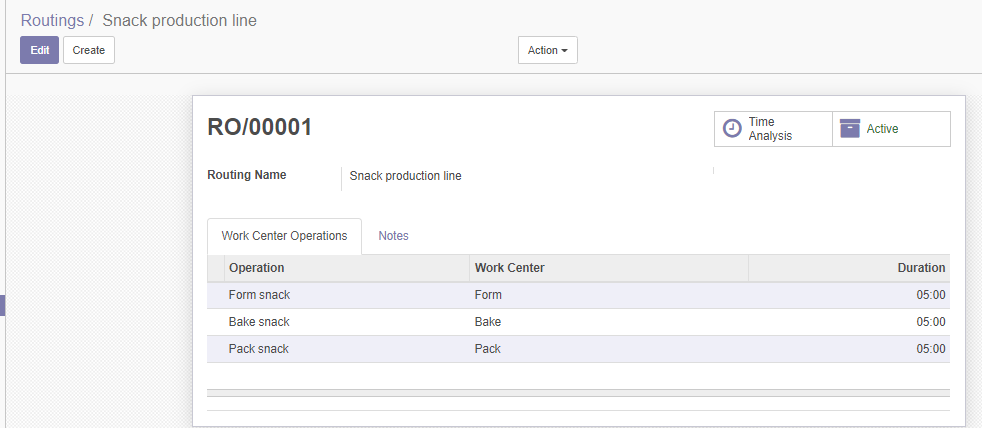 Routings / Snack production line
Edit Create Action
RO/00001
Time
Analysis
Active
Routing Name Snack production line
Work Center Operations Notes
Operation Work Center Duration
Form snack Form 05:00
Bake snack Bake 05:00
Pack snack Pack 05:00